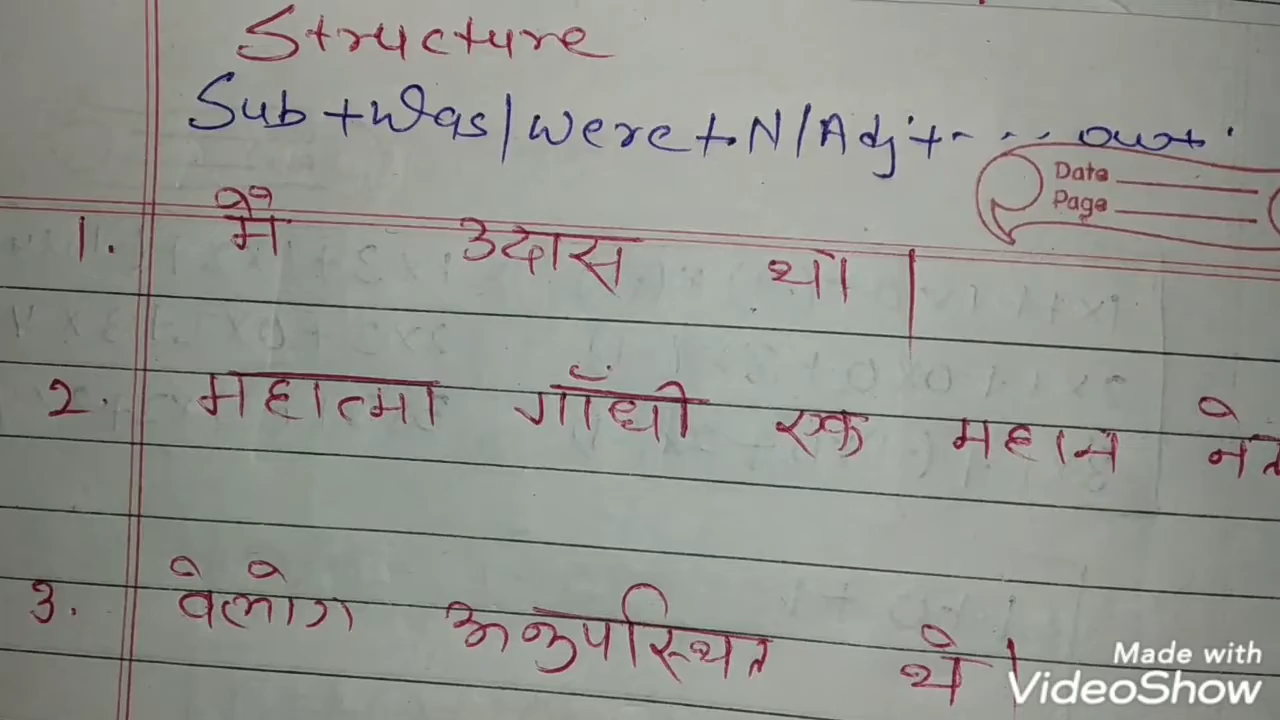 Structure
Sub + Was / Were + N / Adj + - - - -
Date
Page
1. मैं उदास था।
2. महात्मा गाँधी एक महान
3. वेलोग अनुपस्थित थे।
Made with
VideoShow